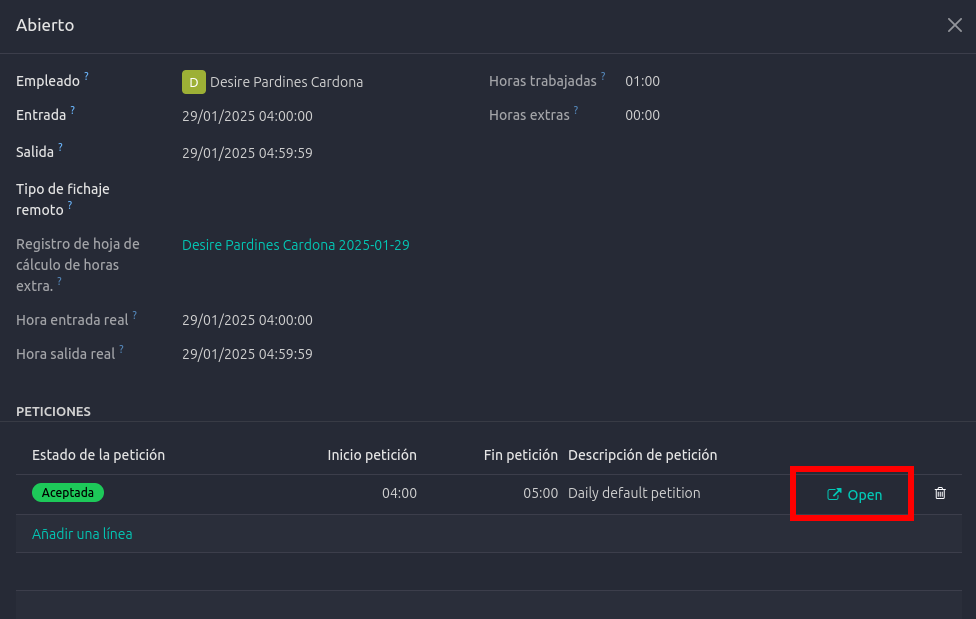 Abierto
Empleado ? D Desire Pardines Cardona Horas trabajadas ? 01:00
Entrada ? 29/01/2025 04:00:00 Horas extras ? 00:00
Salida ? 29/01/2025 04:59:59
Tipo de fichaje
remoto ?
Registro de hoja de Desire Pardines Cardona 2025-01-29
cálculo de horas
extra. ?
Hora entrada real ? 29/01/2025 04:00:00
Hora salida real ? 29/01/2025 04:59:59
PETICIONES
Estado de la petición Inicio petición Fin petición Descripción de petición
Aceptada 04:00 05:00 Daily default petition Open
Añadir una línea